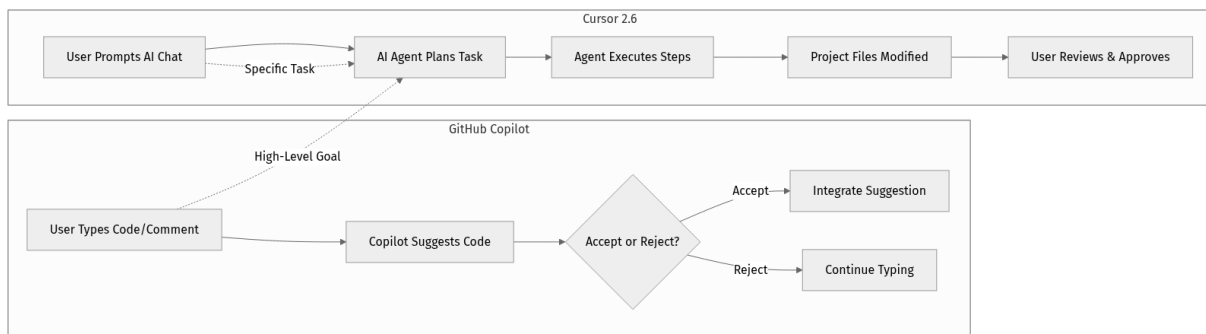 Cursor 2.6
User Prompts AI Chat
Specific Task
AI Agent Plans Task
Agent Executes Steps
Project Files Modified
User Reviews & Approves
GitHub Copilot
High-Level Goal
User Types Code/Comment
Copilot Suggests Code
Accept or Reject?
Accept
Integrate Suggestion
Reject
Continue Typing